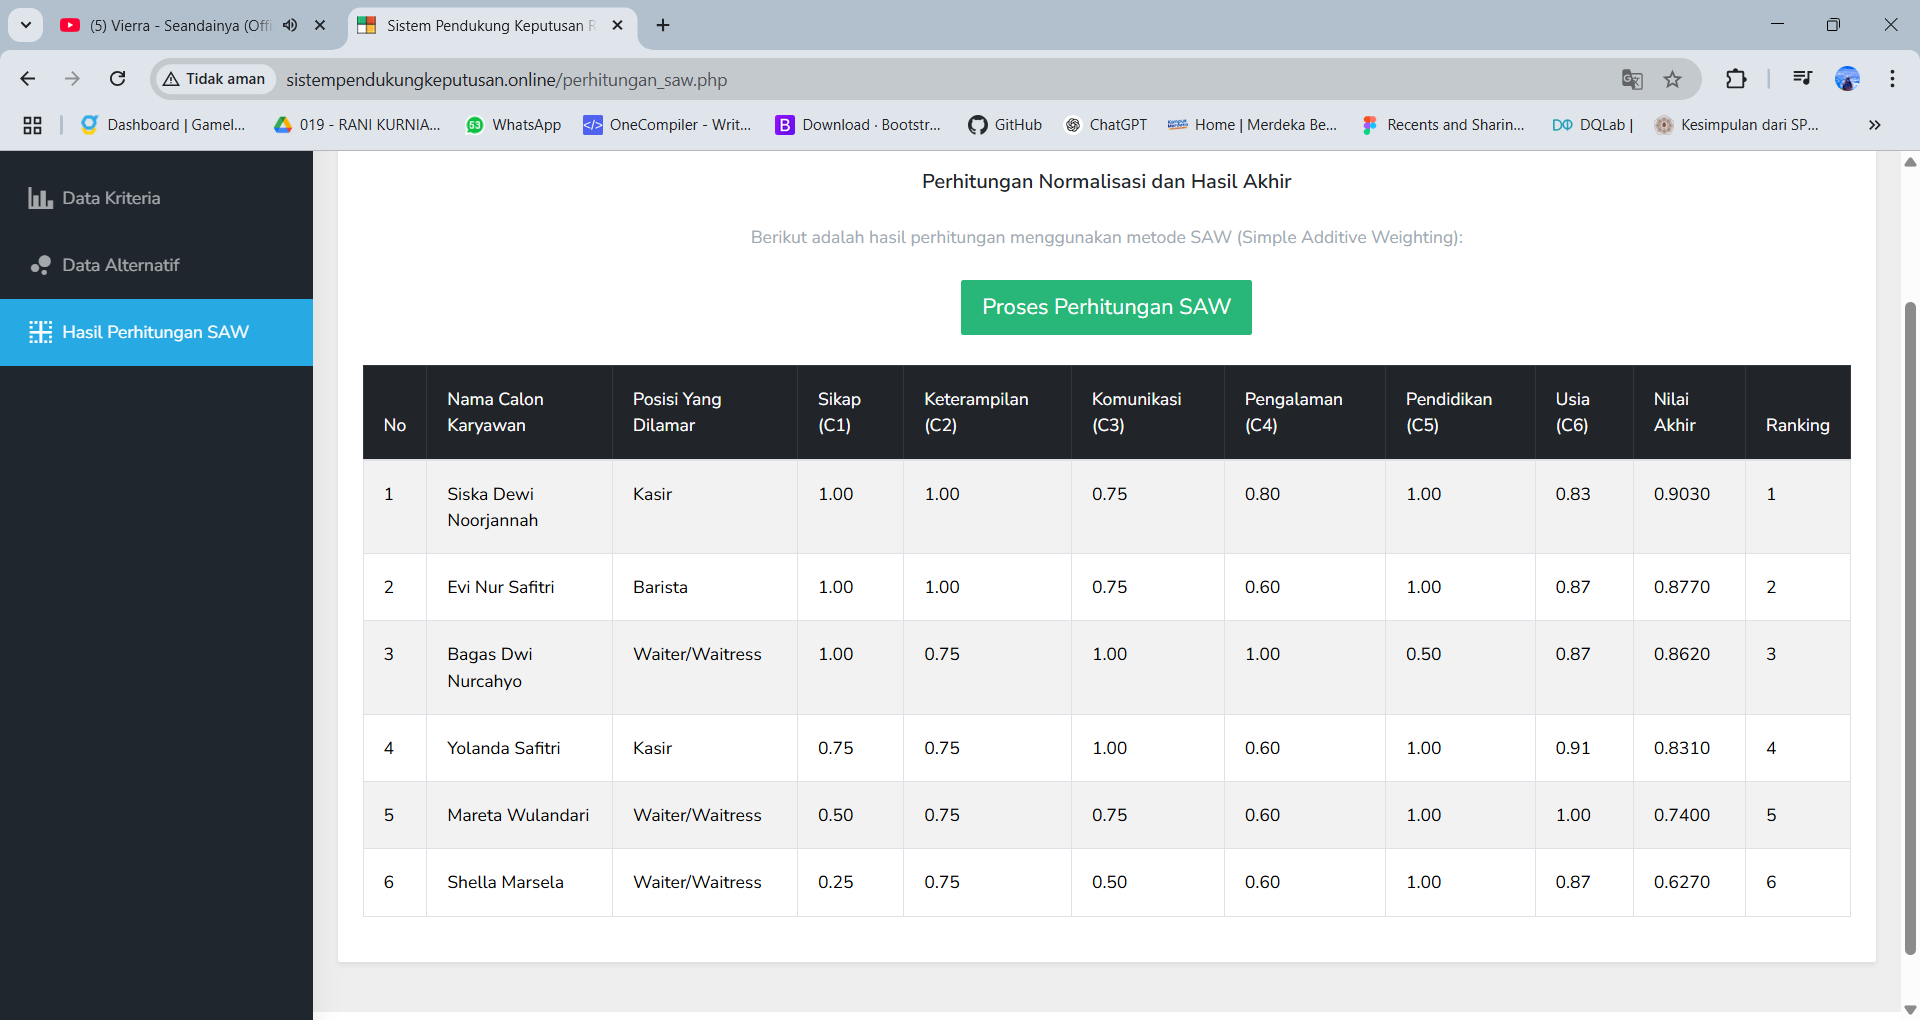 (5) Vierra - Seandainya (Offi
Sistem Pendukung Keputusan R
Tidak aman
sistempendukungkeputusan.online/perhitungan_saw.php
Dashboard | Gamel...
019 - RANI KURNIA...
53
WhatsApp
OneCompiler - Writ...
B
Download · Bootstr...
GitHub
ChatGPT
Home | Merdeka Be...
Recents and Sharin...
DQLab |
Kesimpulan dari SP...
»
Data Kriteria
Data Alternatif
Hasil Perhitungan SAW
Perhitungan Normalisasi dan Hasil Akhir
Berikut adalah hasil perhitungan menggunakan metode SAW (Simple Additive Weighting):
Proses Perhitungan SAW
No Nama Calon Karyawan Posisi Yang Dilamar Sikap (C1) Keterampilan (C2) Komunikasi (C3) Pengalaman (C4) Pendidikan (C5) Usia (C6) Nilai Akhir Ranking
1 Siska Dewi Noorjannah Kasir 1.00 1.00 0.75 0.80 1.00 0.83 0.9030 1
2 Evi Nur Safitri Barista 1.00 1.00 0.75 0.60 1.00 0.87 0.8770 2
3 Bagas Dwi Nurcahyo Waiter/Waitress 1.00 0.75 1.00 1.00 0.50 0.87 0.8620 3
4 Yolanda Safitri Kasir 0.75 0.75 1.00 0.60 1.00 0.91 0.8310 4
5 Mareta Wulandari Waiter/Waitress 0.50 0.75 0.75 0.60 1.00 1.00 0.7400 5
6 Shella Marsela Waiter/Waitress 0.25 0.75 0.50 0.60 1.00 0.87 0.6270 6